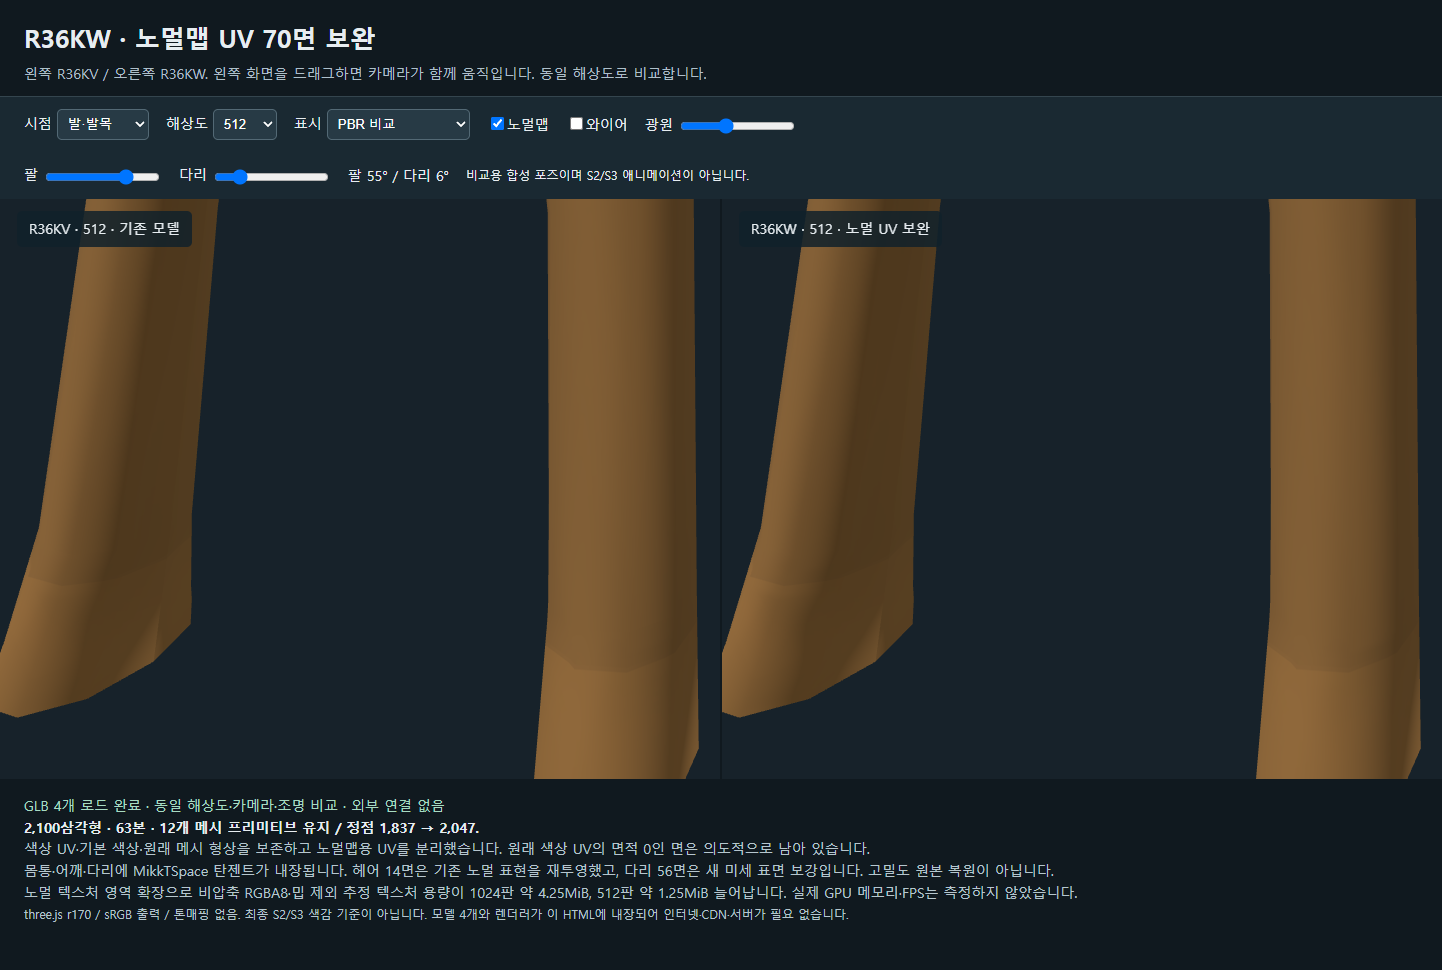 R36KW · 노멀맵 UV 70면 보완
왼쪽 R36KV / 오른쪽 R36KW. 왼쪽 화면을 드래그하면 카메라가 함께 움직입니다. 동일 해상도로 비교합니다.
시점 발·발목 해상도 512 표시 PBR 비교 노멀맵 와이어 광원
팔 다리 팔 55° / 다리 6° 비교용 합성 포즈이며 S2/S3 애니메이션이 아닙니다.
R36KV · 512 · 기존 모델
R36KW · 512 · 노멀 UV 보완
GLB 4개 로드 완료 · 동일 해상도·카메라·조명 비교 · 외부 연결 없음
2,100삼각형 · 63본 · 12개 메시 프리미티브 유지 / 정점 1,837 → 2,047.
색상 UV·기본 색상·원래 메시 형상을 보존하고 노멀맵용 UV를 분리했습니다. 원래 색상 UV의 면적 0인 면은 의도적으로 남아 있습니다.
몸통·어깨·다리에 MikkTSpace 탄젠트가 내장됩니다. 헤어 14면은 기존 노멀 표현을 재투영했고, 다리 56면은 새 미세 표면 보강입니다. 고밀도 원본 복원이 아닙니다.
노멀 텍스처 영역 확장으로 비압축 RGBA8·밉 제외 추정 텍스처 용량이 1024판 약 4.25MiB, 512판 약 1.25MiB 늘어납니다. 실제 GPU 메모리·FPS는 측정하지 않았습니다.
three.js r170 / sRGB 출력 / 톤매핑 없음. 최종 S2/S3 색감 기준이 아닙니다. 모델 4개와 렌더러가 이 HTML에 내장되어 인터넷·CDN·서버가 필요 없습니다.